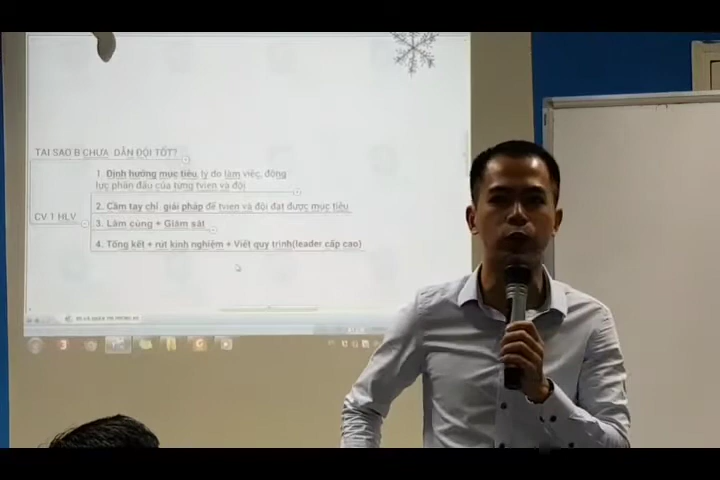 TẠI SAO B CHƯA DẪN ĐỘI TỐT?
1. Định hướng mục tiêu, lý do làm việc, động
lực phấn đấu của từng tviên và đội
2. Cầm tay chỉ giải pháp để tviên và đội đạt được mục tiêu
CV 1 HLV
3. Làm cùng + Giám sát
4. Tổng kết + rút kinh nghiệm + Viết quy trình(leader cấp cao)